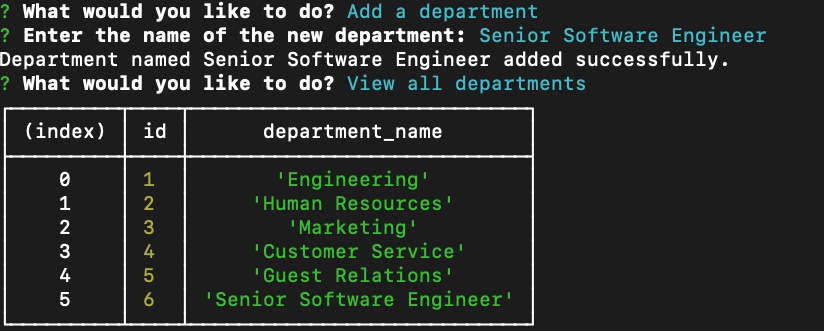 ? What would you like to do? Add a department
? Enter the name of the new department: Senior Software Engineer
Department named Senior Software Engineer added successfully.
? What would you like to do? View all departments
(index) id department_name
0 1 'Engineering'
1 2 'Human Resources'
2 3 'Marketing'
3 4 'Customer Service'
4 5 'Guest Relations'
5 6 'Senior Software Engineer'